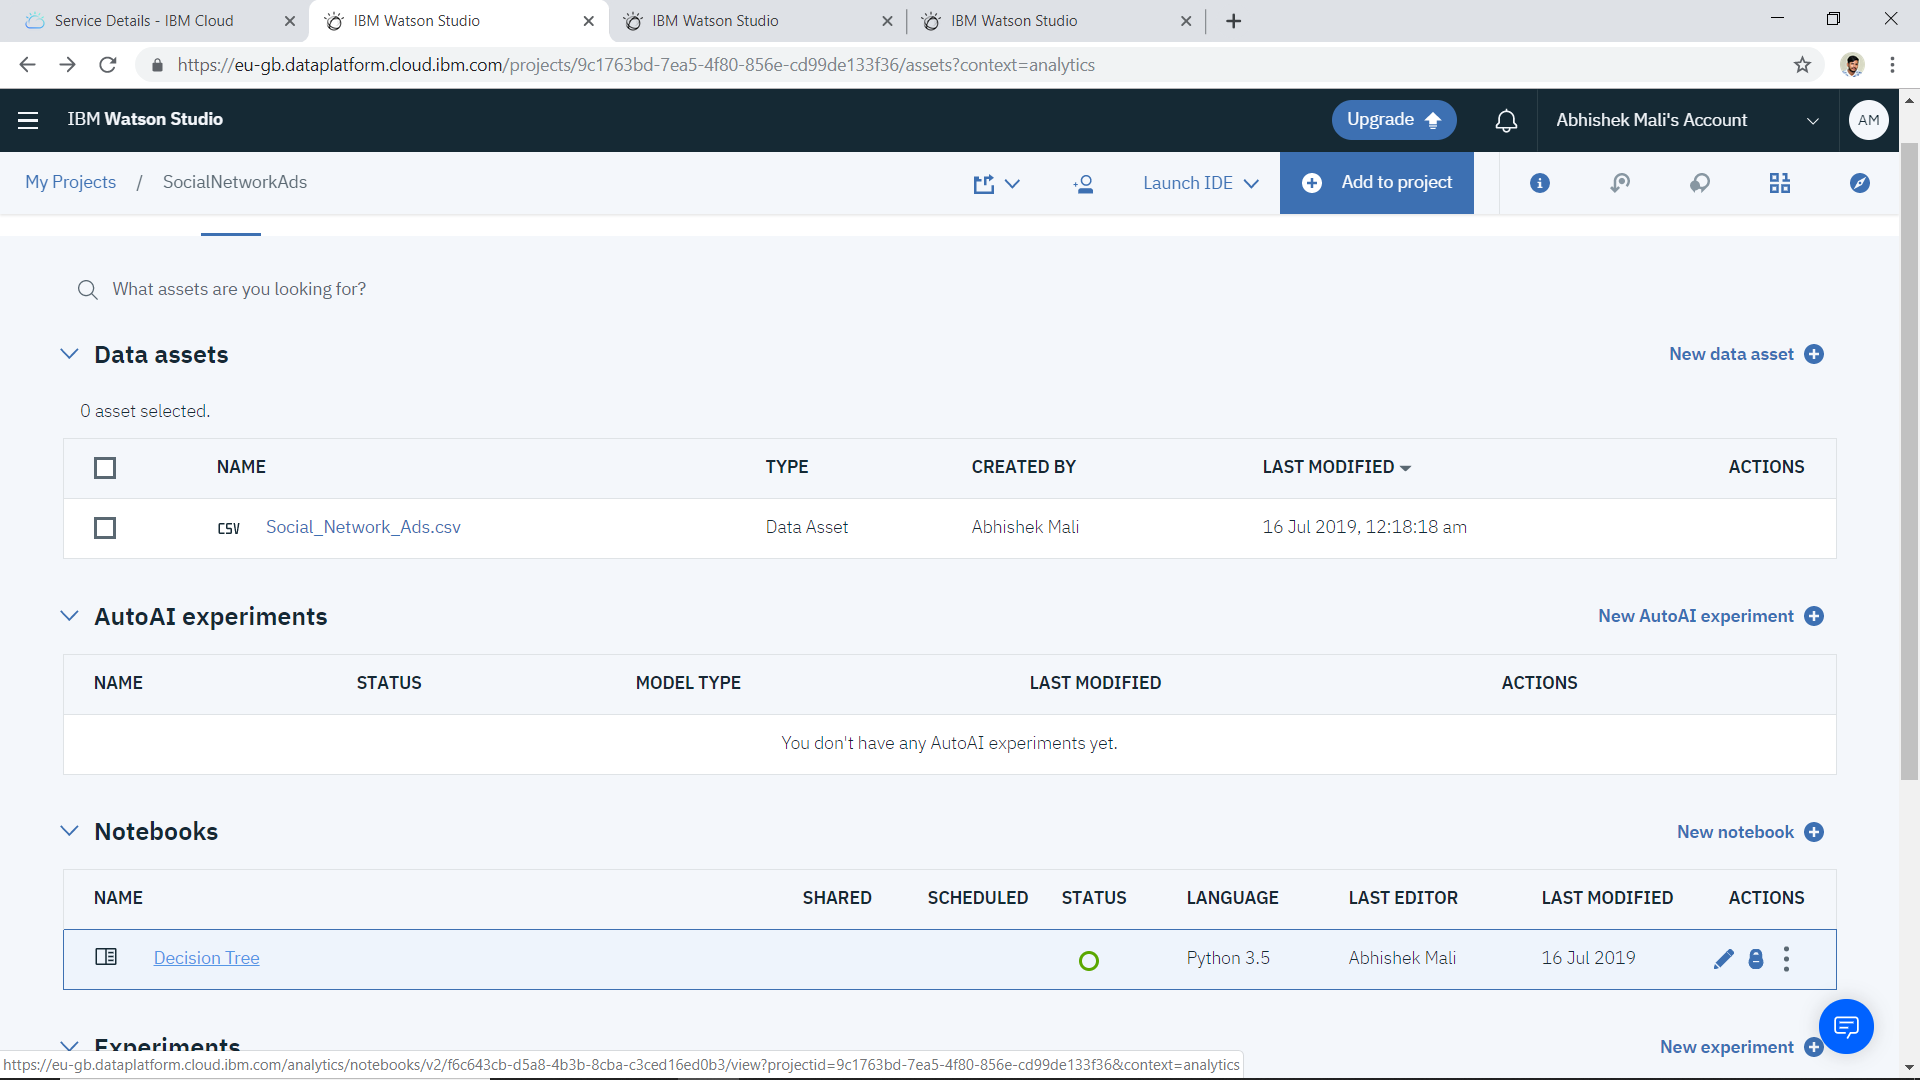 Service Details - IBM Cloud
IBM Watson Studio
IBM Watson Studio
IBM Watson Studio
https://eu-gb.dataplatform.cloud.ibm.com/projects/9c1763bd-7ea5-4f80-856e-cd99de133f36/assets?context=analytics
IBM Watson Studio
Upgrade
Abhishek Mali's Account
AM
My Projects / SocialNetworkAds
Launch IDE
Add to project
What assets are you looking for?
Data assets
New data asset
0 asset selected.
NAME TYPE CREATED BY LAST MODIFIED ACTIONS
CSV Social_Network_Ads.csv Data Asset Abhishek Mali 16 Jul 2019, 12:18:18 am
AutoAI experiments
New AutoAI experiment
NAME STATUS MODEL TYPE LAST MODIFIED ACTIONS
You don't have any AutoAI experiments yet.
Notebooks
New notebook
NAME SHARED SCHEDULED STATUS LANGUAGE LAST EDITOR LAST MODIFIED ACTIONS
Decision Tree Python 3.5 Abhishek Mali 16 Jul 2019
Experiments
New experiment
https://eu-gb.dataplatform.cloud.ibm.com/analytics/notebooks/v2/f6c643cb-d5a8-4b3b-8cba-c3ced16ed0b3/view?projectid=9c1763bd-7ea5-4f80-856e-cd99de133f36&context=analytics